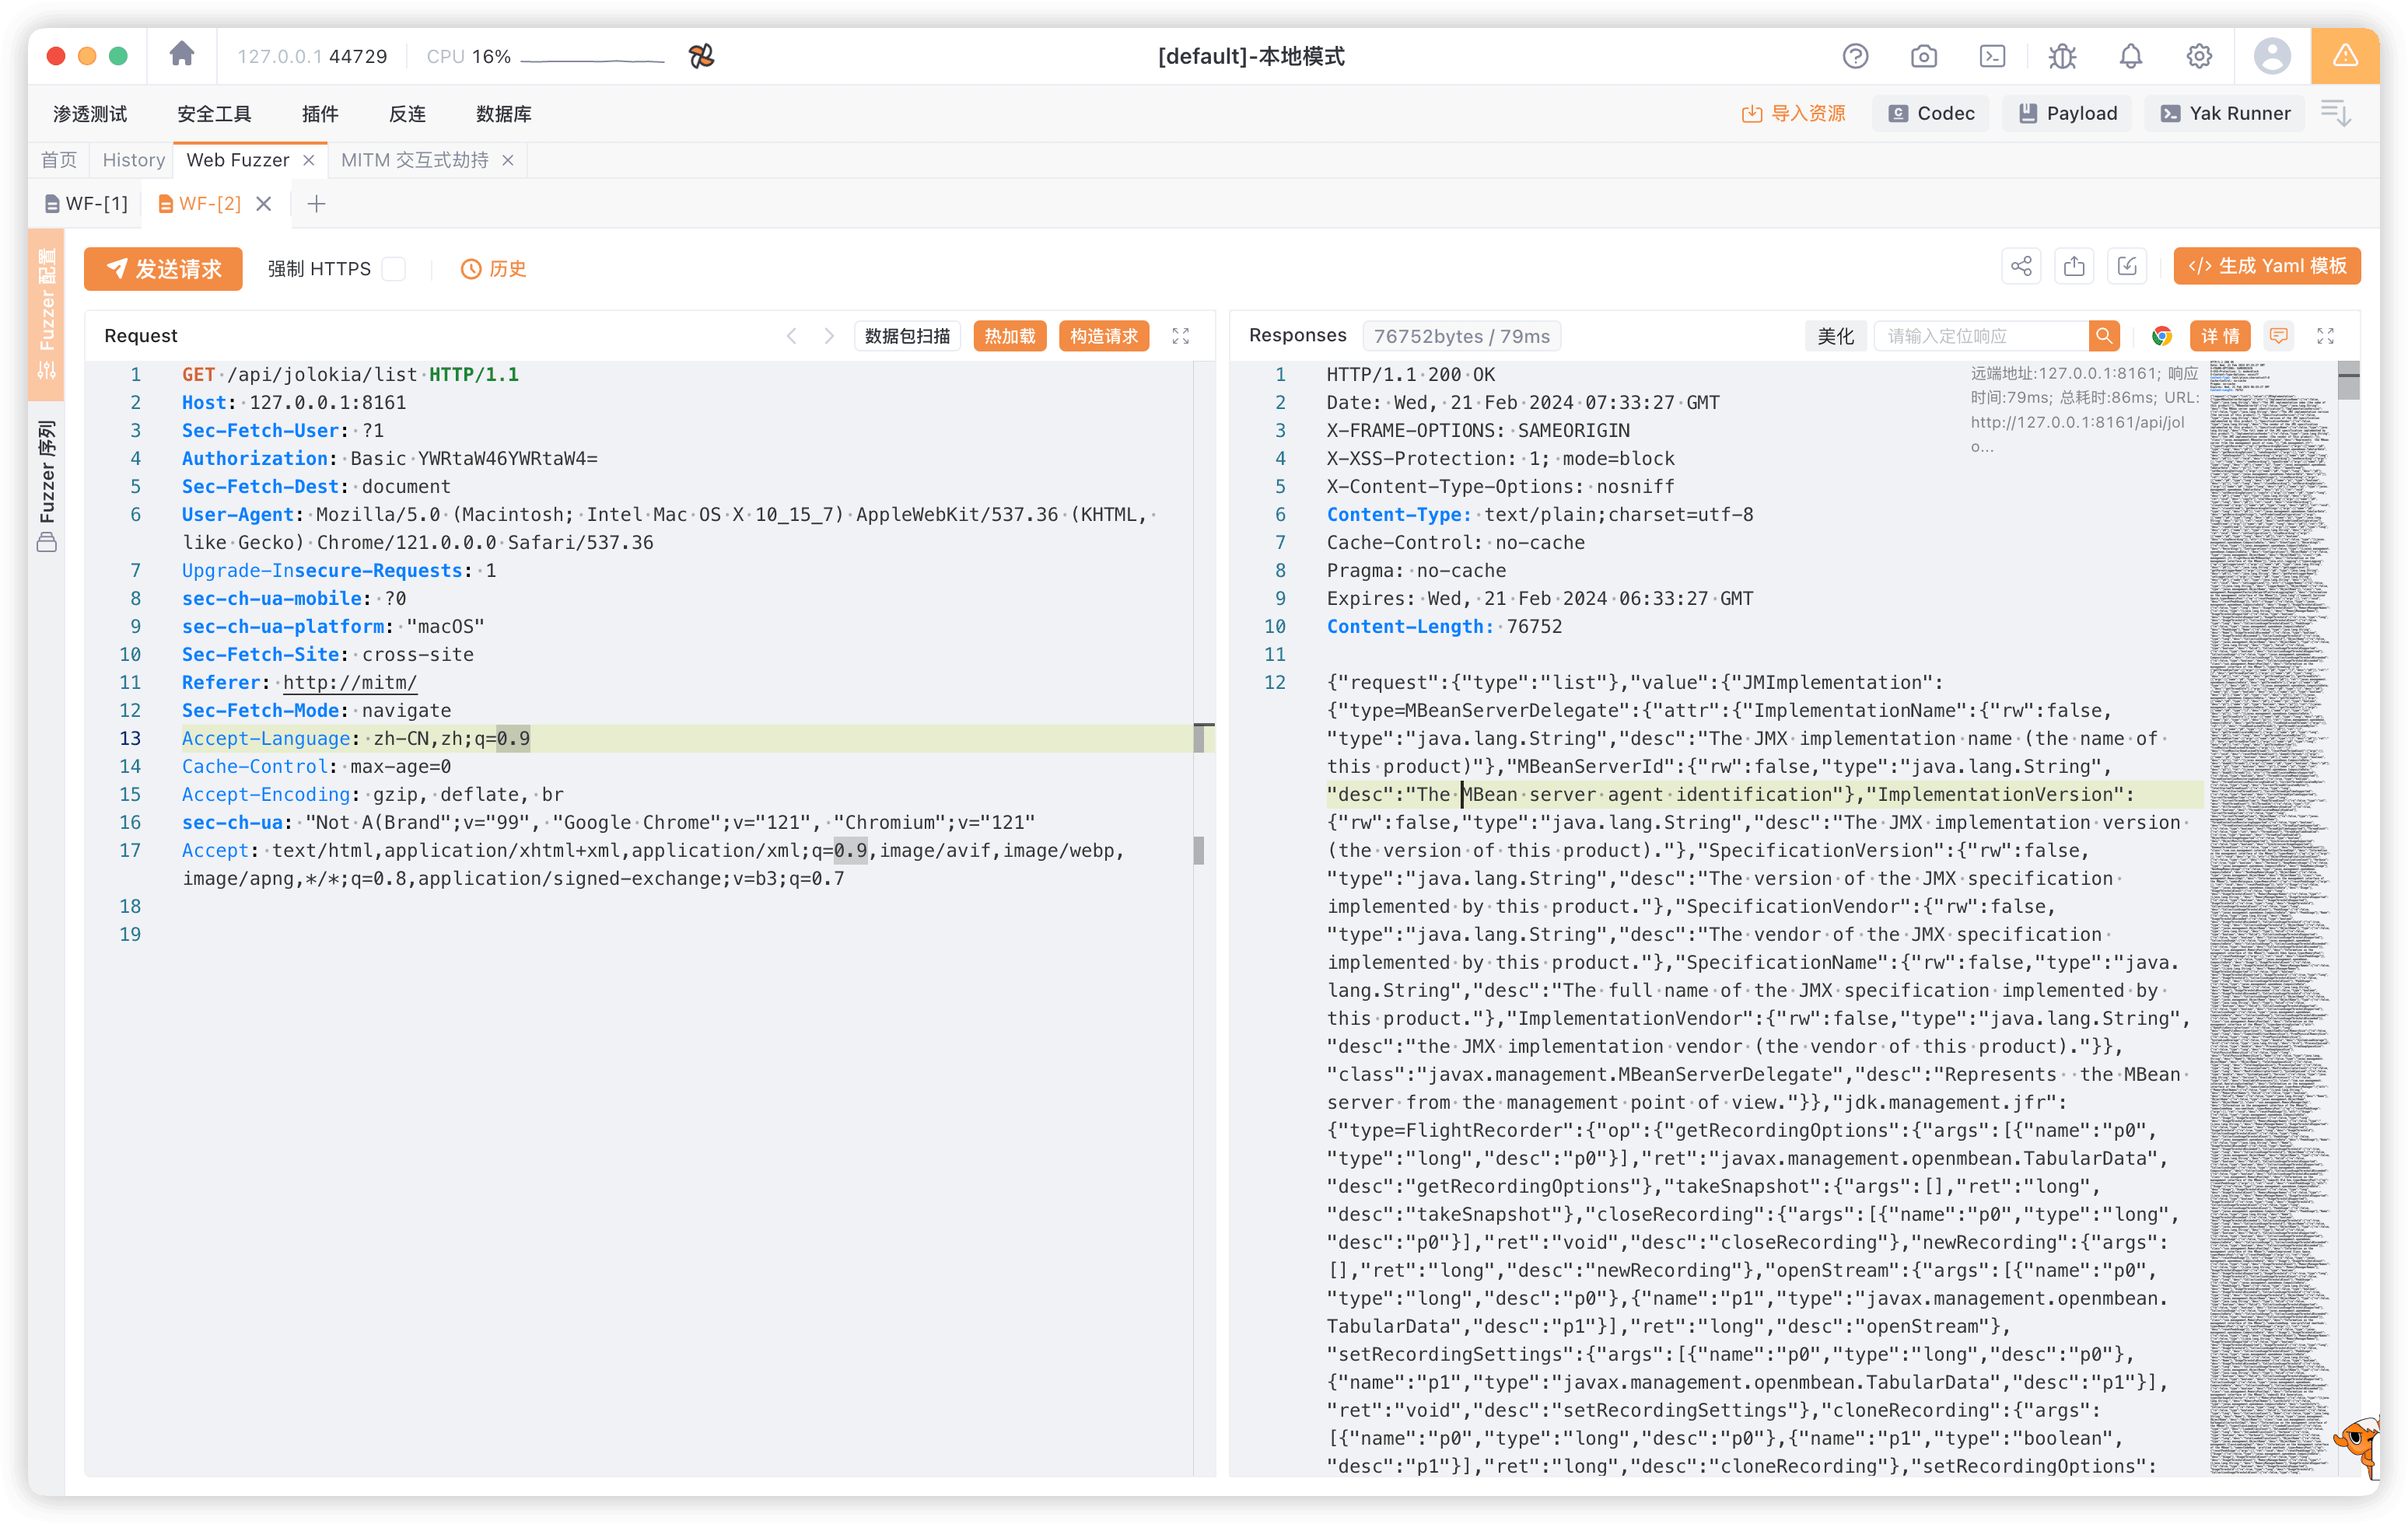 127.0.0.1 44729 CPU 16% [default]-本地模式
渗透测试 安全工具 插件 反连 数据库 导入资源 Codec Payload Yak Runner
首页 History Web Fuzzer MITM 交互式劫持
WF-[1] WF-[2]
Fuzzer 配置
Fuzzer 序列
发送请求 强制 HTTPS 历史 生成 Yaml 模板
Request 数据包扫描 热加载 构造请求
1 GET /api/jolokia/list HTTP/1.1
2 Host: 127.0.0.1:8161
3 Sec-Fetch-User: ?1
4 Authorization: Basic YWRtaW46YWRtaW4=
5 Sec-Fetch-Dest: document
6 User-Agent: Mozilla/5.0 (Macintosh; Intel Mac OS X 10_15_7) AppleWebKit/537.36 (KHTML,
like Gecko) Chrome/121.0.0.0 Safari/537.36
7 Upgrade-Insecure-Requests: 1
8 sec-ch-ua-mobile: ?0
9 sec-ch-ua-platform: "macOS"
10 Sec-Fetch-Site: cross-site
11 Referer: http://mitm/
12 Sec-Fetch-Mode: navigate
13 Accept-Language: zh-CN,zh;q=0.9
14 Cache-Control: max-age=0
15 Accept-Encoding: gzip, deflate, br
16 sec-ch-ua: "Not A(Brand";v="99", "Google Chrome";v="121", "Chromium";v="121"
17 Accept: text/html,application/xhtml+xml,application/xml;q=0.9,image/avif,image/webp,
image/apng,*/*;q=0.8,application/signed-exchange;v=b3;q=0.7
18
19
Responses 76752bytes / 79ms 美化 请输入定位响应 详情
远端地址:127.0.0.1:8161; 响应
时间:79ms; 总耗时:86ms; URL:
http://127.0.0.1:8161/api/jol
o...
1 HTTP/1.1 200 OK
2 Date: Wed, 21 Feb 2024 07:33:27 GMT
3 X-FRAME-OPTIONS: SAMEORIGIN
4 X-XSS-Protection: 1; mode=block
5 X-Content-Type-Options: nosniff
6 Content-Type: text/plain;charset=utf-8
7 Cache-Control: no-cache
8 Pragma: no-cache
9 Expires: Wed, 21 Feb 2024 06:33:27 GMT
10 Content-Length: 76752
11
12 {"request":{"type":"list"},"value":{"JMImplementation":
{"type=MBeanServerDelegate":{"attr":{"ImplementationName":{"rw":false,
"type":"java.lang.String","desc":"The JMX implementation name (the name of
this product)"},"MBeanServerId":{"rw":false,"type":"java.lang.String",
"desc":"The MBean server agent identification"},"ImplementationVersion":
{"rw":false,"type":"java.lang.String","desc":"The JMX implementation version
(the version of this product)."},"SpecificationVersion":{"rw":false,
"type":"java.lang.String","desc":"The version of the JMX specification
implemented by this product."},"SpecificationVendor":{"rw":false,
"type":"java.lang.String","desc":"The vendor of the JMX specification
implemented by this product."},"SpecificationName":{"rw":false,"type":"java.
lang.String","desc":"The full name of the JMX specification implemented by
this product."},"ImplementationVendor":{"rw":false,"type":"java.lang.String",
"desc":"the JMX implementation vendor (the vendor of this product)."}},
"class":"javax.management.MBeanServerDelegate","desc":"Represents  the MBean
server from the management point of view."}},"jdk.management.jfr":
{"type=FlightRecorder":{"op":{"getRecordingOptions":{"args":[{"name":"p0",
"type":"long","desc":"p0"}],"ret":"javax.management.openmbean.TabularData",
"desc":"getRecordingOptions"},"takeSnapshot":{"args":[],"ret":"long",
"desc":"takeSnapshot"},"closeRecording":{"args":[{"name":"p0","type":"long",
"desc":"p0"}],"ret":"void","desc":"closeRecording"},"newRecording":{"args":
[],"ret":"long","desc":"newRecording"},"openStream":{"args":[{"name":"p0",
"type":"long","desc":"p0"},{"name":"p1","type":"javax.management.openmbean.
TabularData","desc":"p1"}],"ret":"long","desc":"openStream"},
"setRecordingSettings":{"args":[{"name":"p0","type":"long","desc":"p0"},
{"name":"p1","type":"javax.management.openmbean.TabularData","desc":"p1"}],
"ret":"void","desc":"setRecordingSettings"},"cloneRecording":{"args":
[{"name":"p0","type":"long","desc":"p0"},{"name":"p1","type":"boolean",
"desc":"p1"}],"ret":"long","desc":"cloneRecording"},"setRecordingOptions":